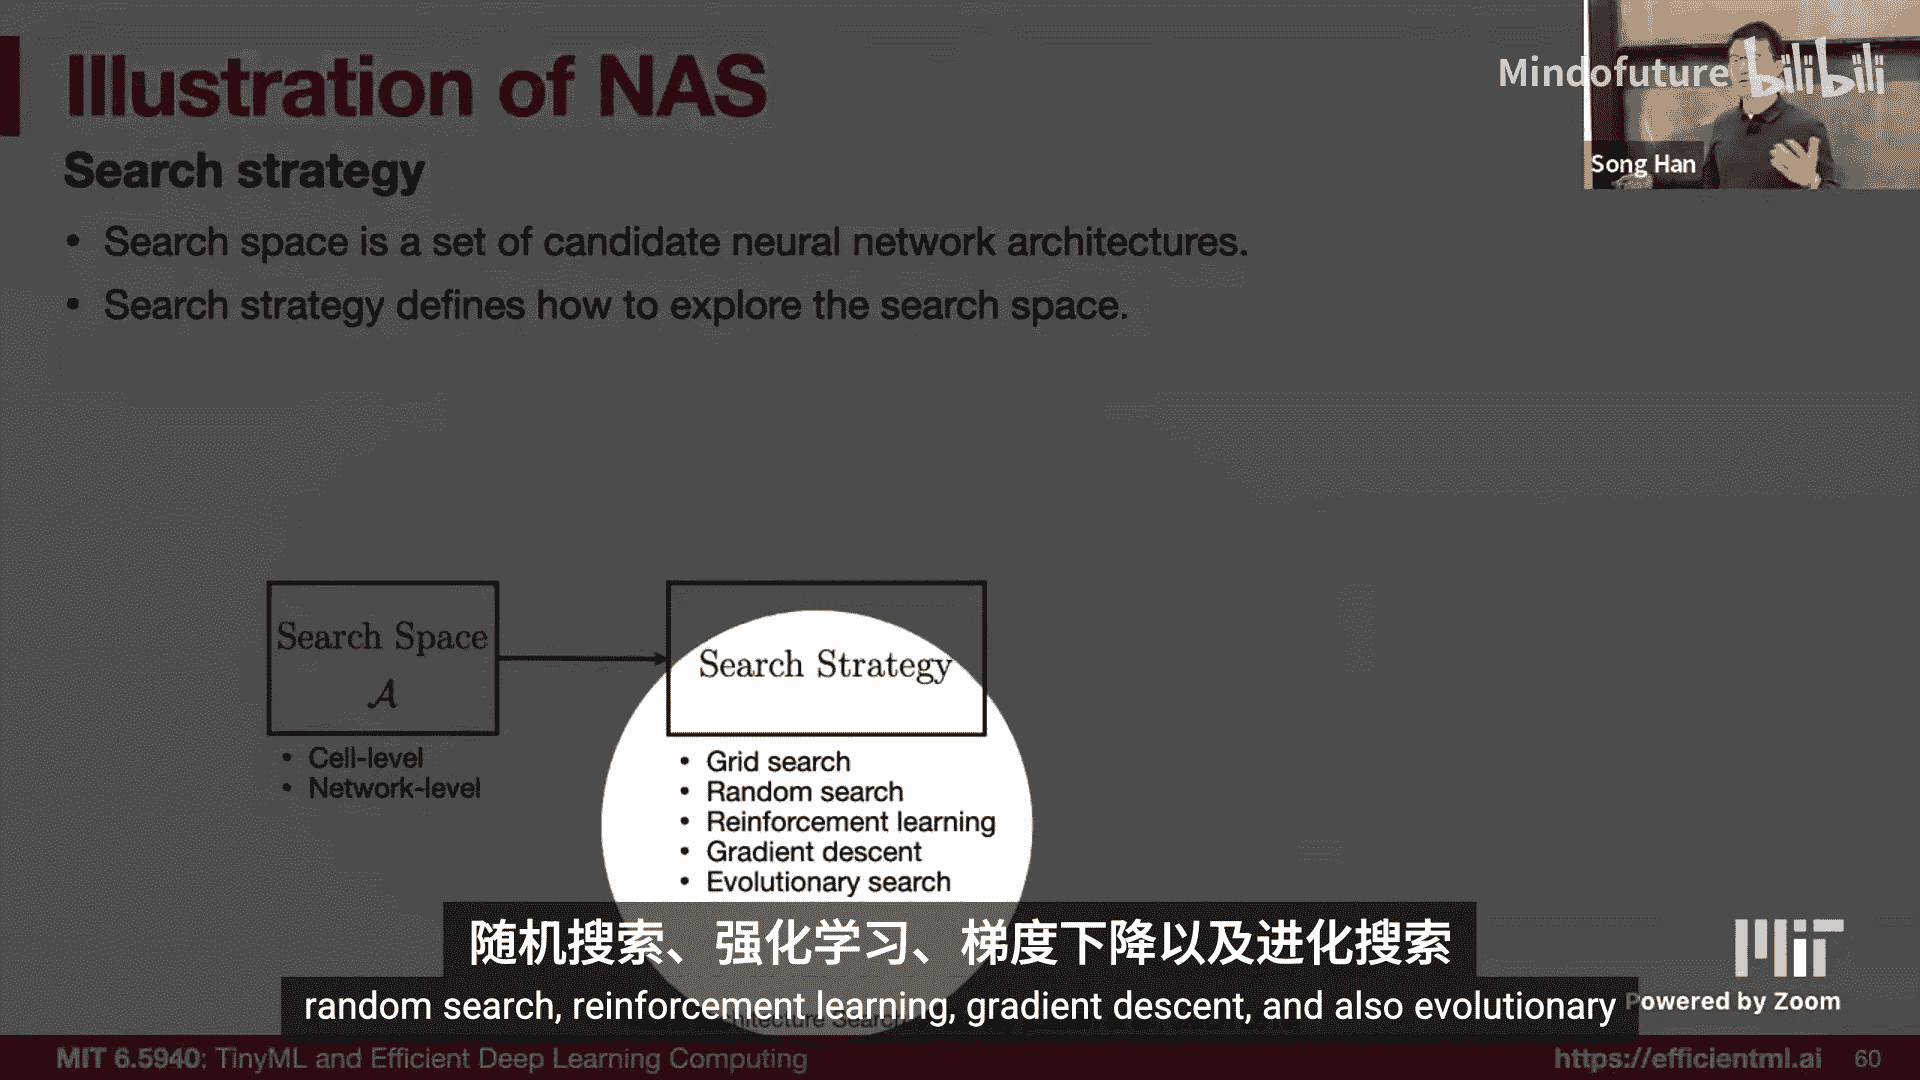 Illustration of NAS
Mindofuture bilibili
Search strategy
Song Han
• Search space is a set of candidate neural network architectures.
• Search strategy defines how to explore the search space.
Search Space
𝒜
Search Strategy
• Cell-level
• Network-level
• Grid search
• Random search
• Reinforcement learning
• Gradient descent
• Evolutionary search
随机搜索、强化学习、梯度下降以及进化搜索
random search, reinforcement learning, gradient descent, and also evolutionary
MIT
Powered by Zoom
MIT 6.5940: TinyML and Efficient Deep Learning Computing
https://efficientml.ai 60